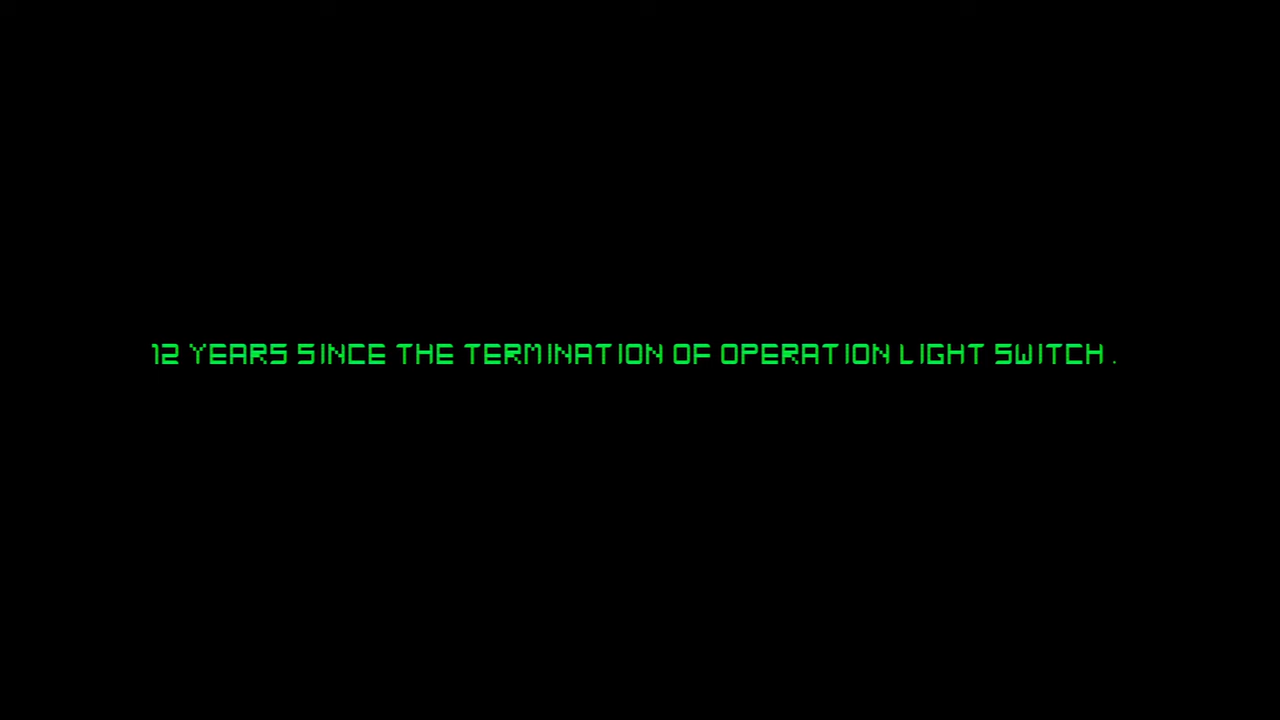 12 YEARS SINCE THE TERMINATION OF OPERATION LIGHT SWITCH.